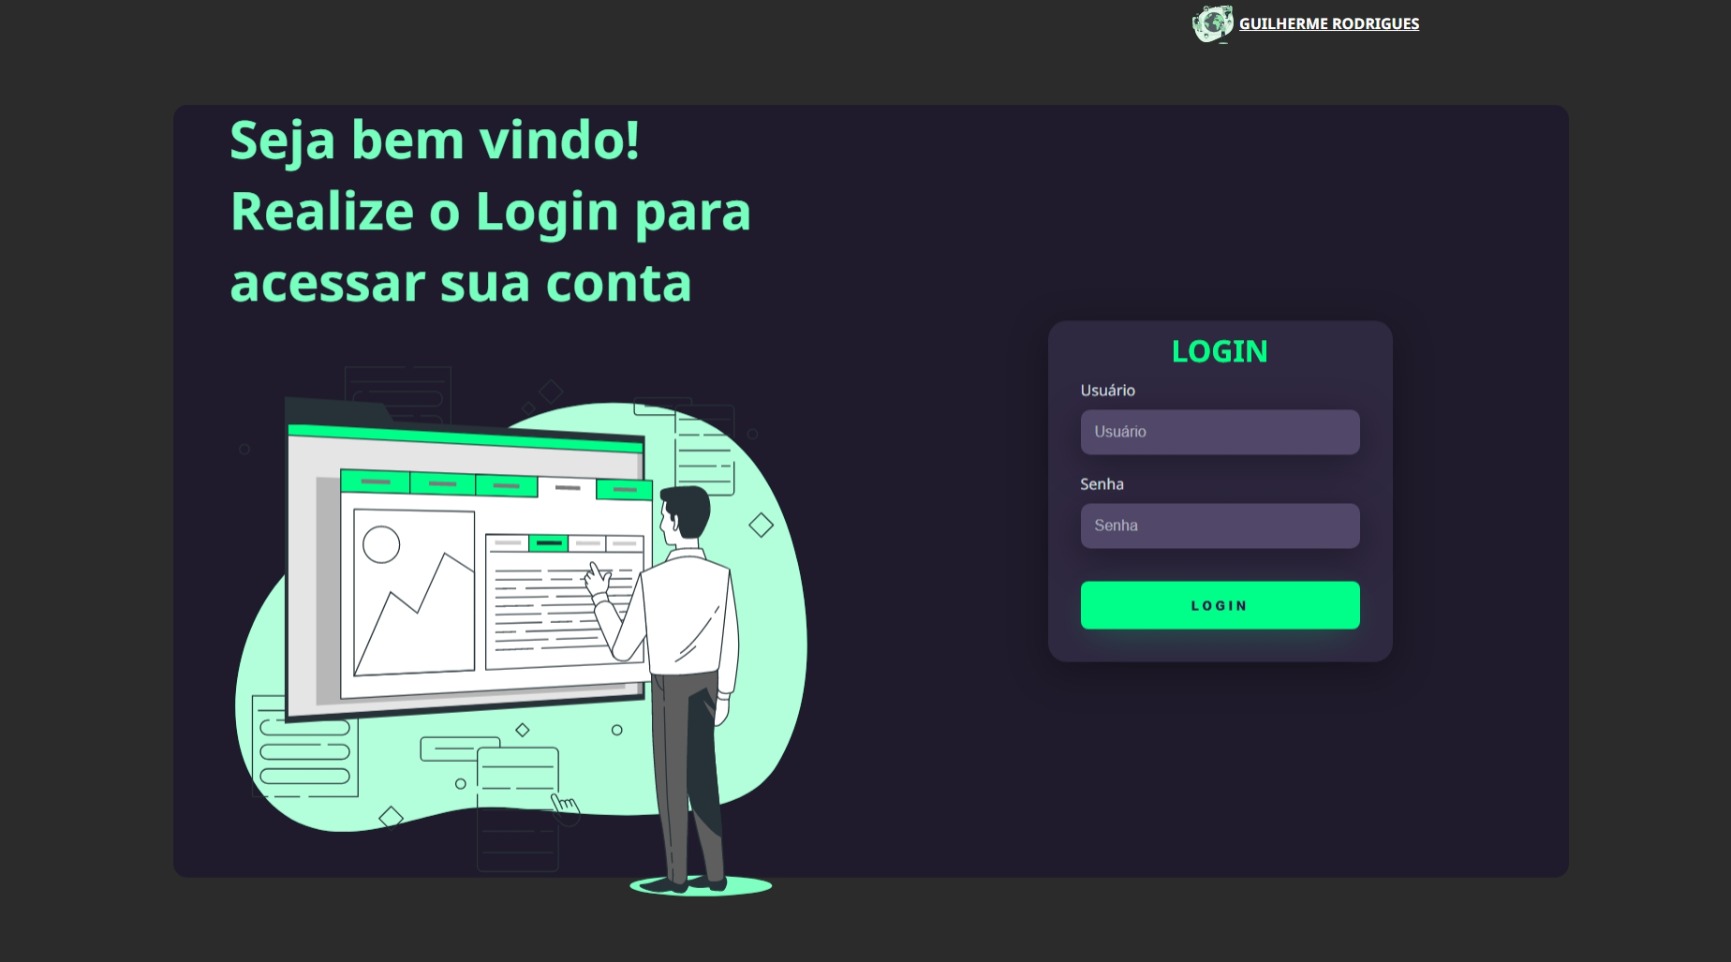 GUILHERME RODRIGUES
Seja bem vindo!
Realize o Login para
acessar sua conta
LOGIN
Usuário
Usuário
Senha
Senha
LOGIN